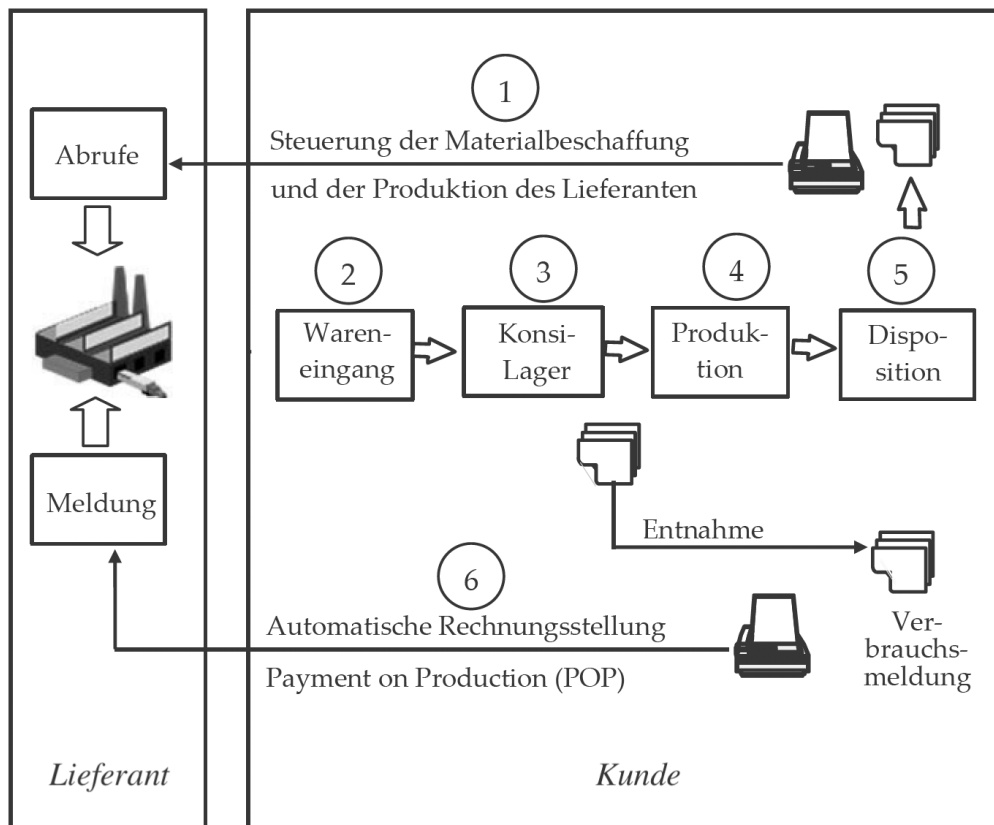 1
Steuerung der Materialbeschaffung
und der Produktion des Lieferanten
Abrufe
2
3
4
5
Waren-
eingang
Konsi-
Lager
Produk-
tion
Dispo-
sition
Meldung
Entnahme
6
Automatische Rechnungsstellung
Payment on Production (POP)
Ver-
brauchs-
meldung
Lieferant
Kunde